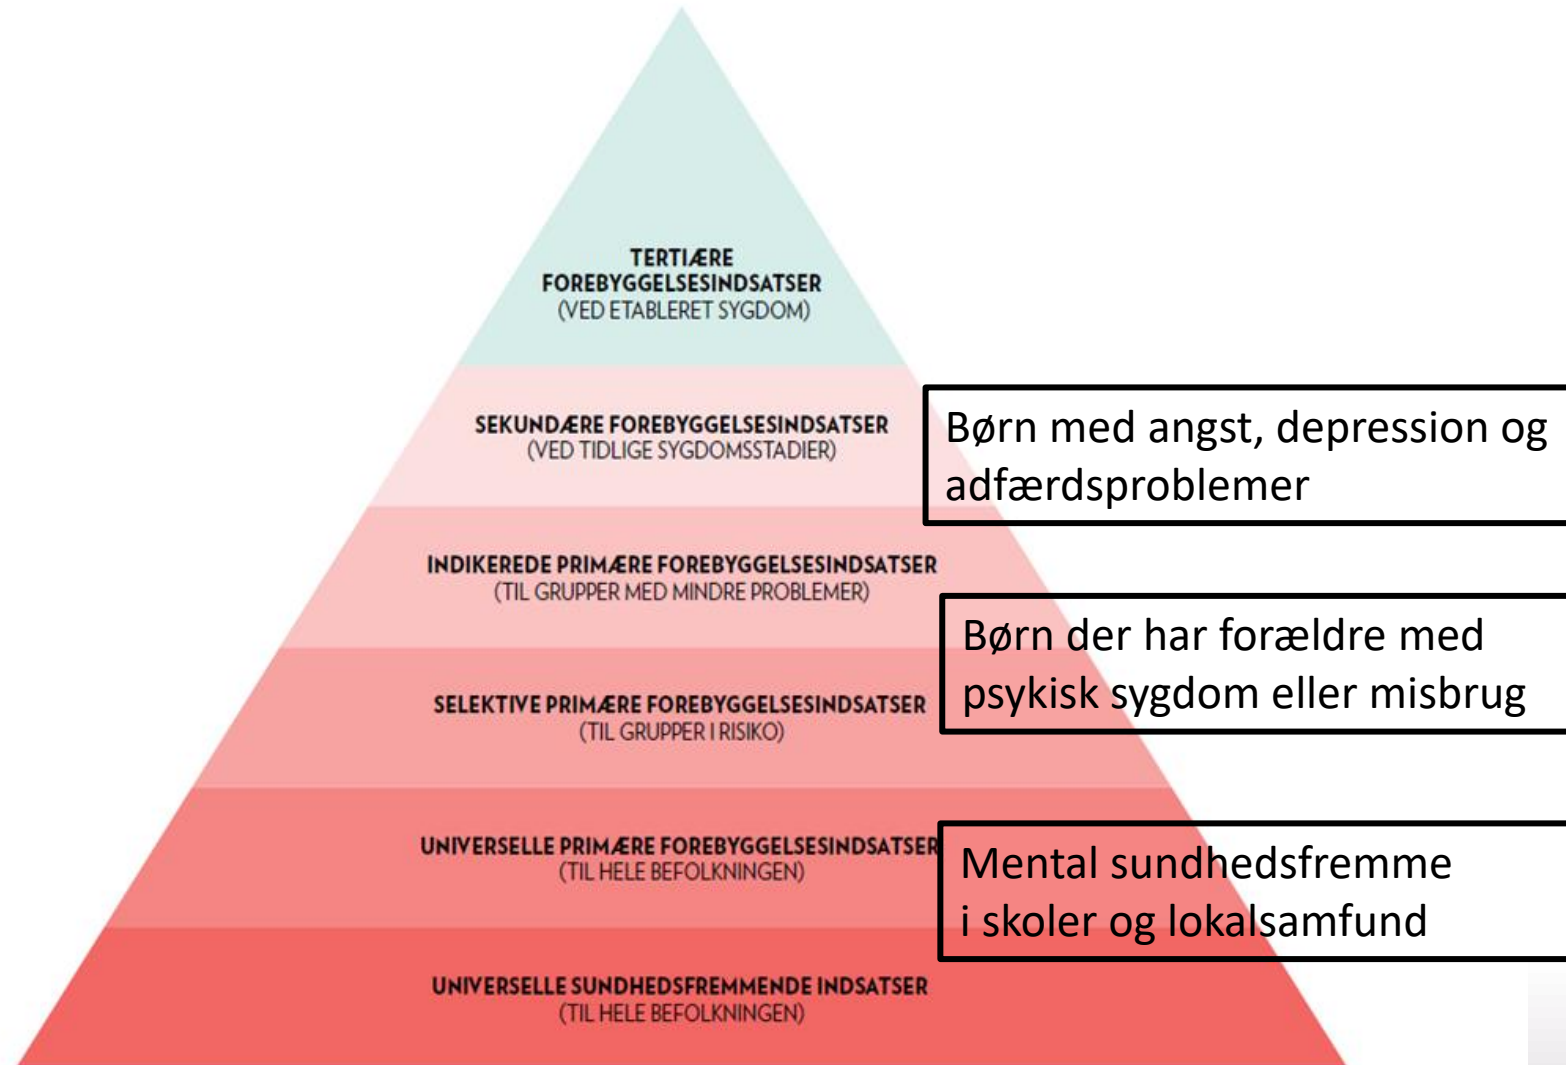 TERTIÆRE
FOREBYGGELSESINDSATSER
(VED ETABLERET SYGDOM)
SEKUNDÆRE FOREBYGGELSESINDSATSER
(VED TIDLIGE SYGDOMSSTADIER)
Børn med angst, depression og
adfærdsproblemer
INDIKEREDE PRIMÆRE FOREBYGGELSESINDSATSER
(TIL GRUPPER MED MINDRE PROBLEMER)
Børn der har forældre med
psykisk sygdom eller misbrug
SELEKTIVE PRIMÆRE FOREBYGGELSESINDSATSER
(TIL GRUPPER I RISIKO)
UNIVERSELLE PRIMÆRE FOREBYGGELSESINDSATSER
(TIL HELE BEFOLKNINGEN)
Mental sundhedsfremme
i skoler og lokalsamfund
UNIVERSELLE SUNDHEDSFREMMENDE INDSATSER
(TIL HELE BEFOLKNINGEN)